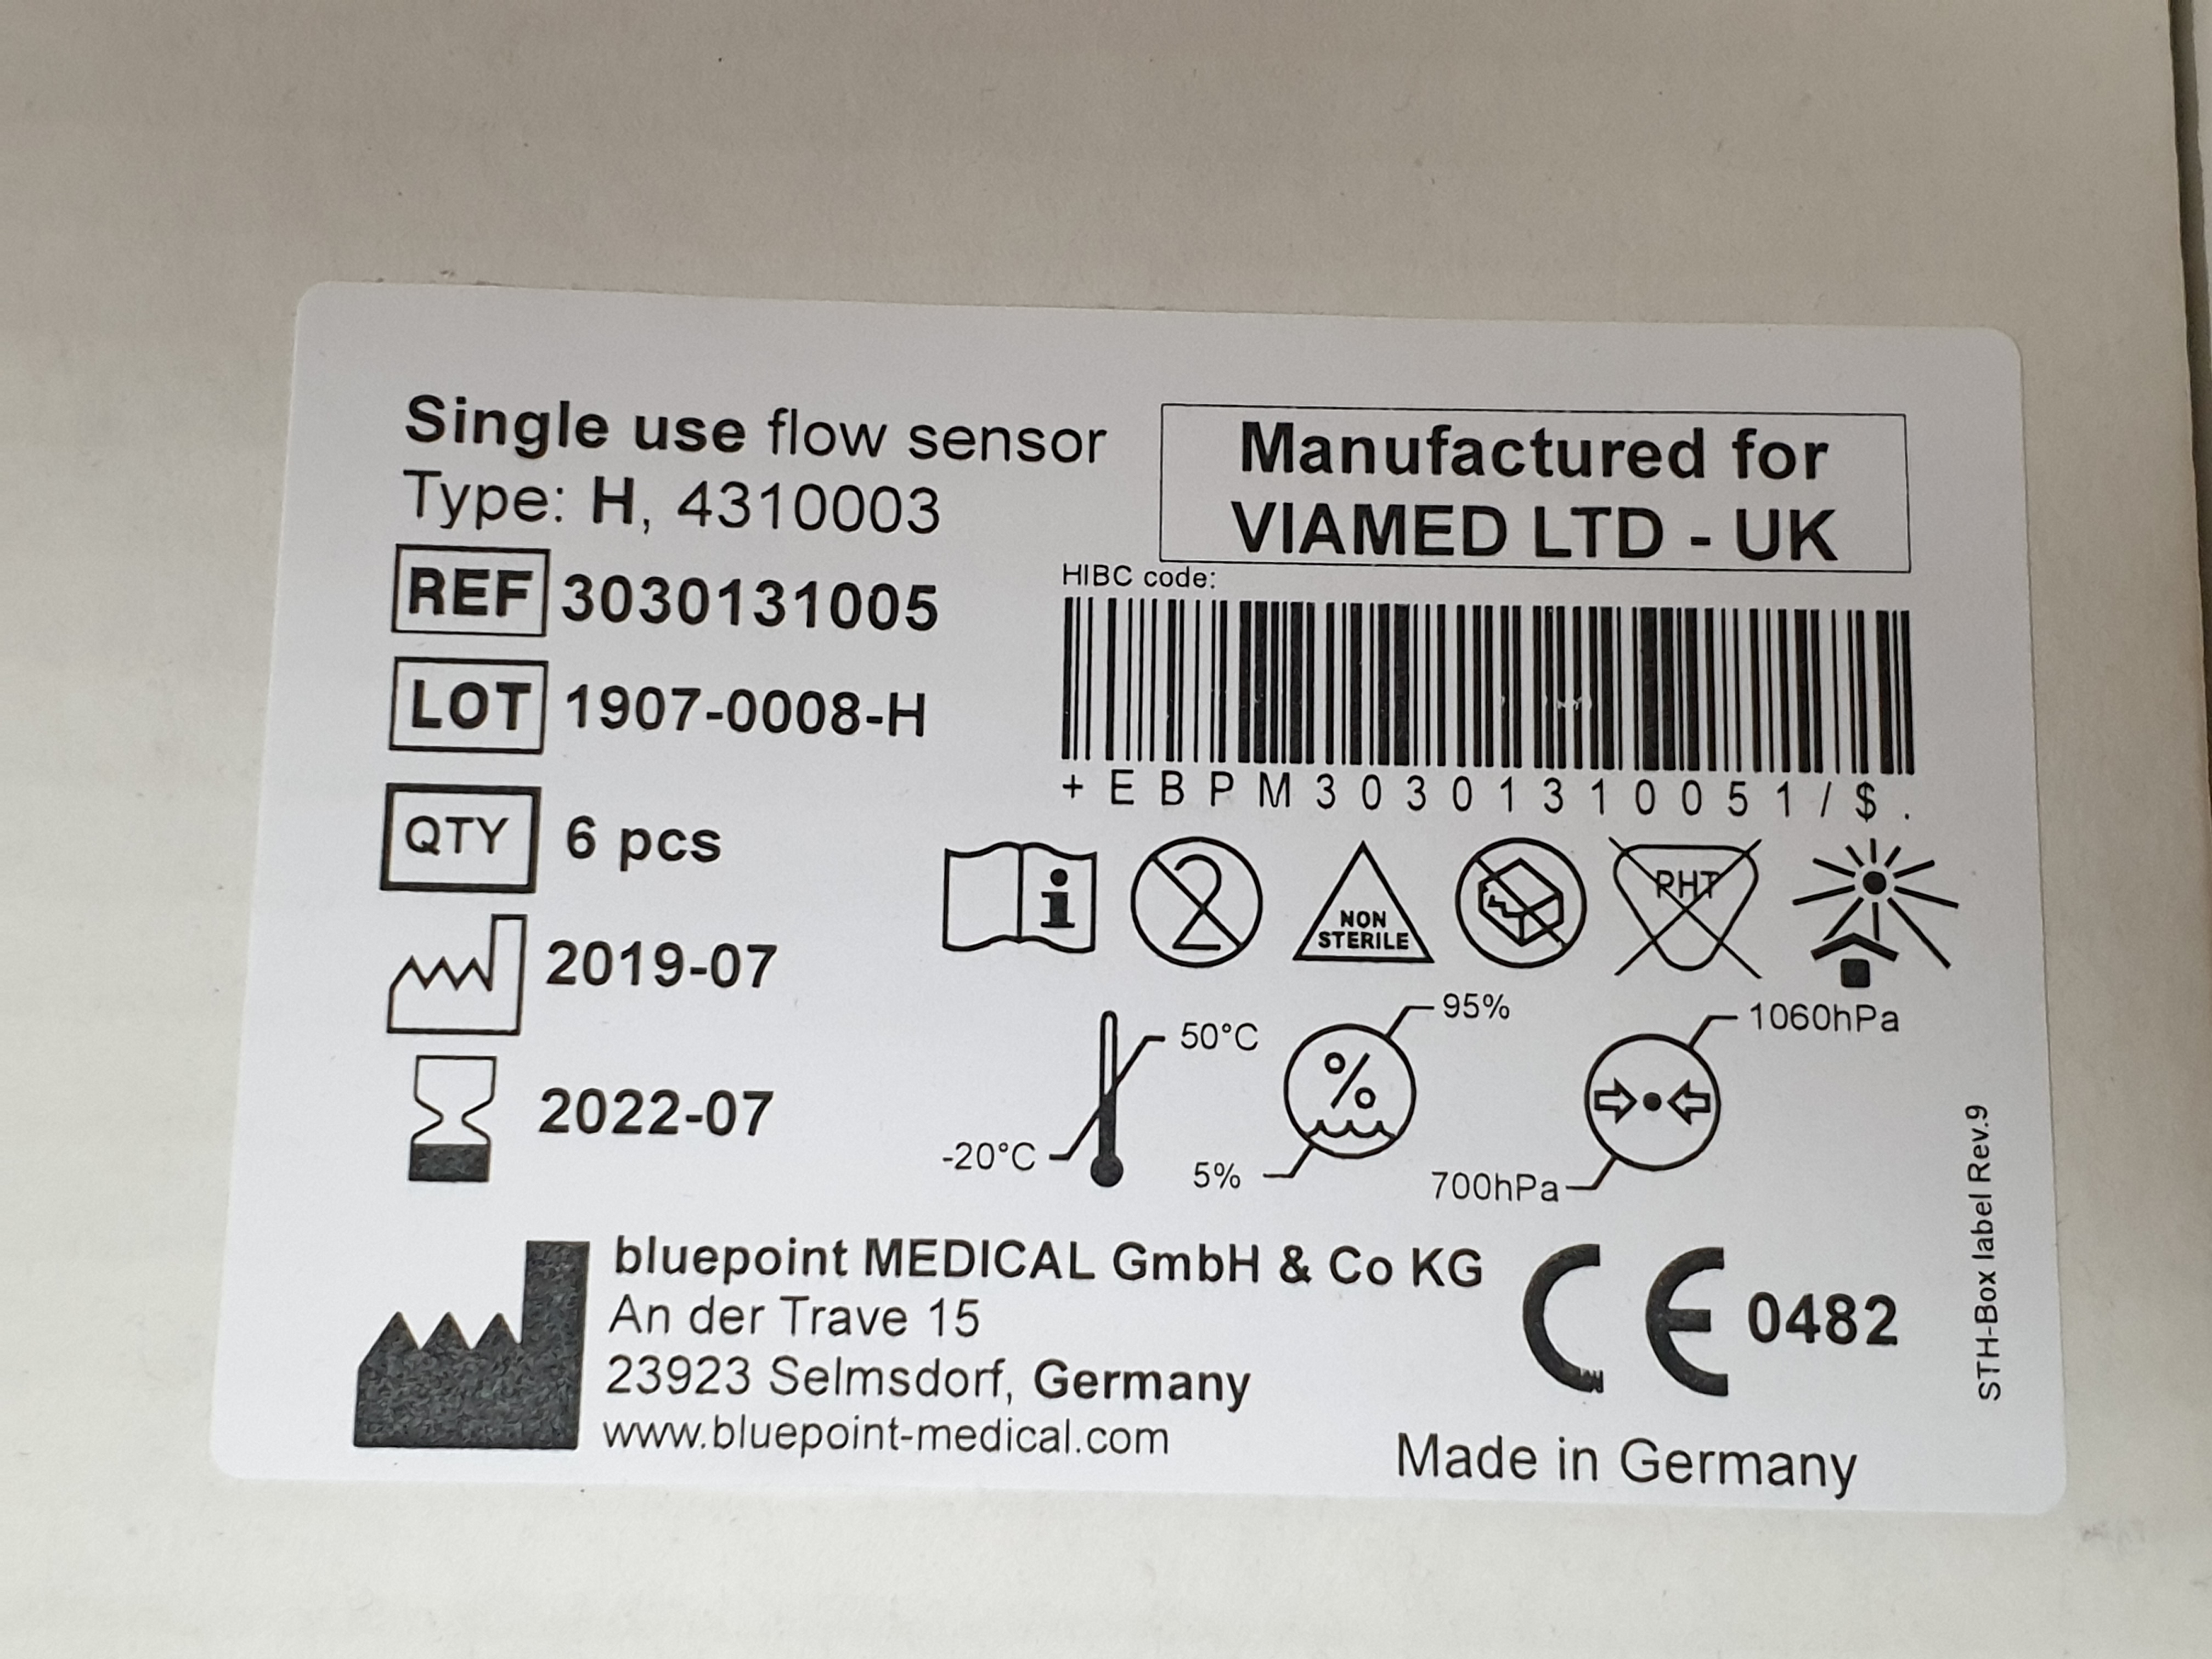 Single use flow sensor
Type: H, 4310003
REF 3030131005
LOT 1907-0008-H
QTY 6 pcs
2019-07
2022-07
Manufactured for
VIAMED LTD - UK
HIBC code:
+EBPM30301310051/$.
i
2
NON
STERILE
PHT
50°C
-20°C
95%
%
5%
1060hPa
700hPa
bluepoint MEDICAL GmbH & Co KG
An der Trave 15
23923 Selmsdorf, Germany
www.bluepoint-medical.com
CE 0482
Made in Germany
STH-Box label Rev.9